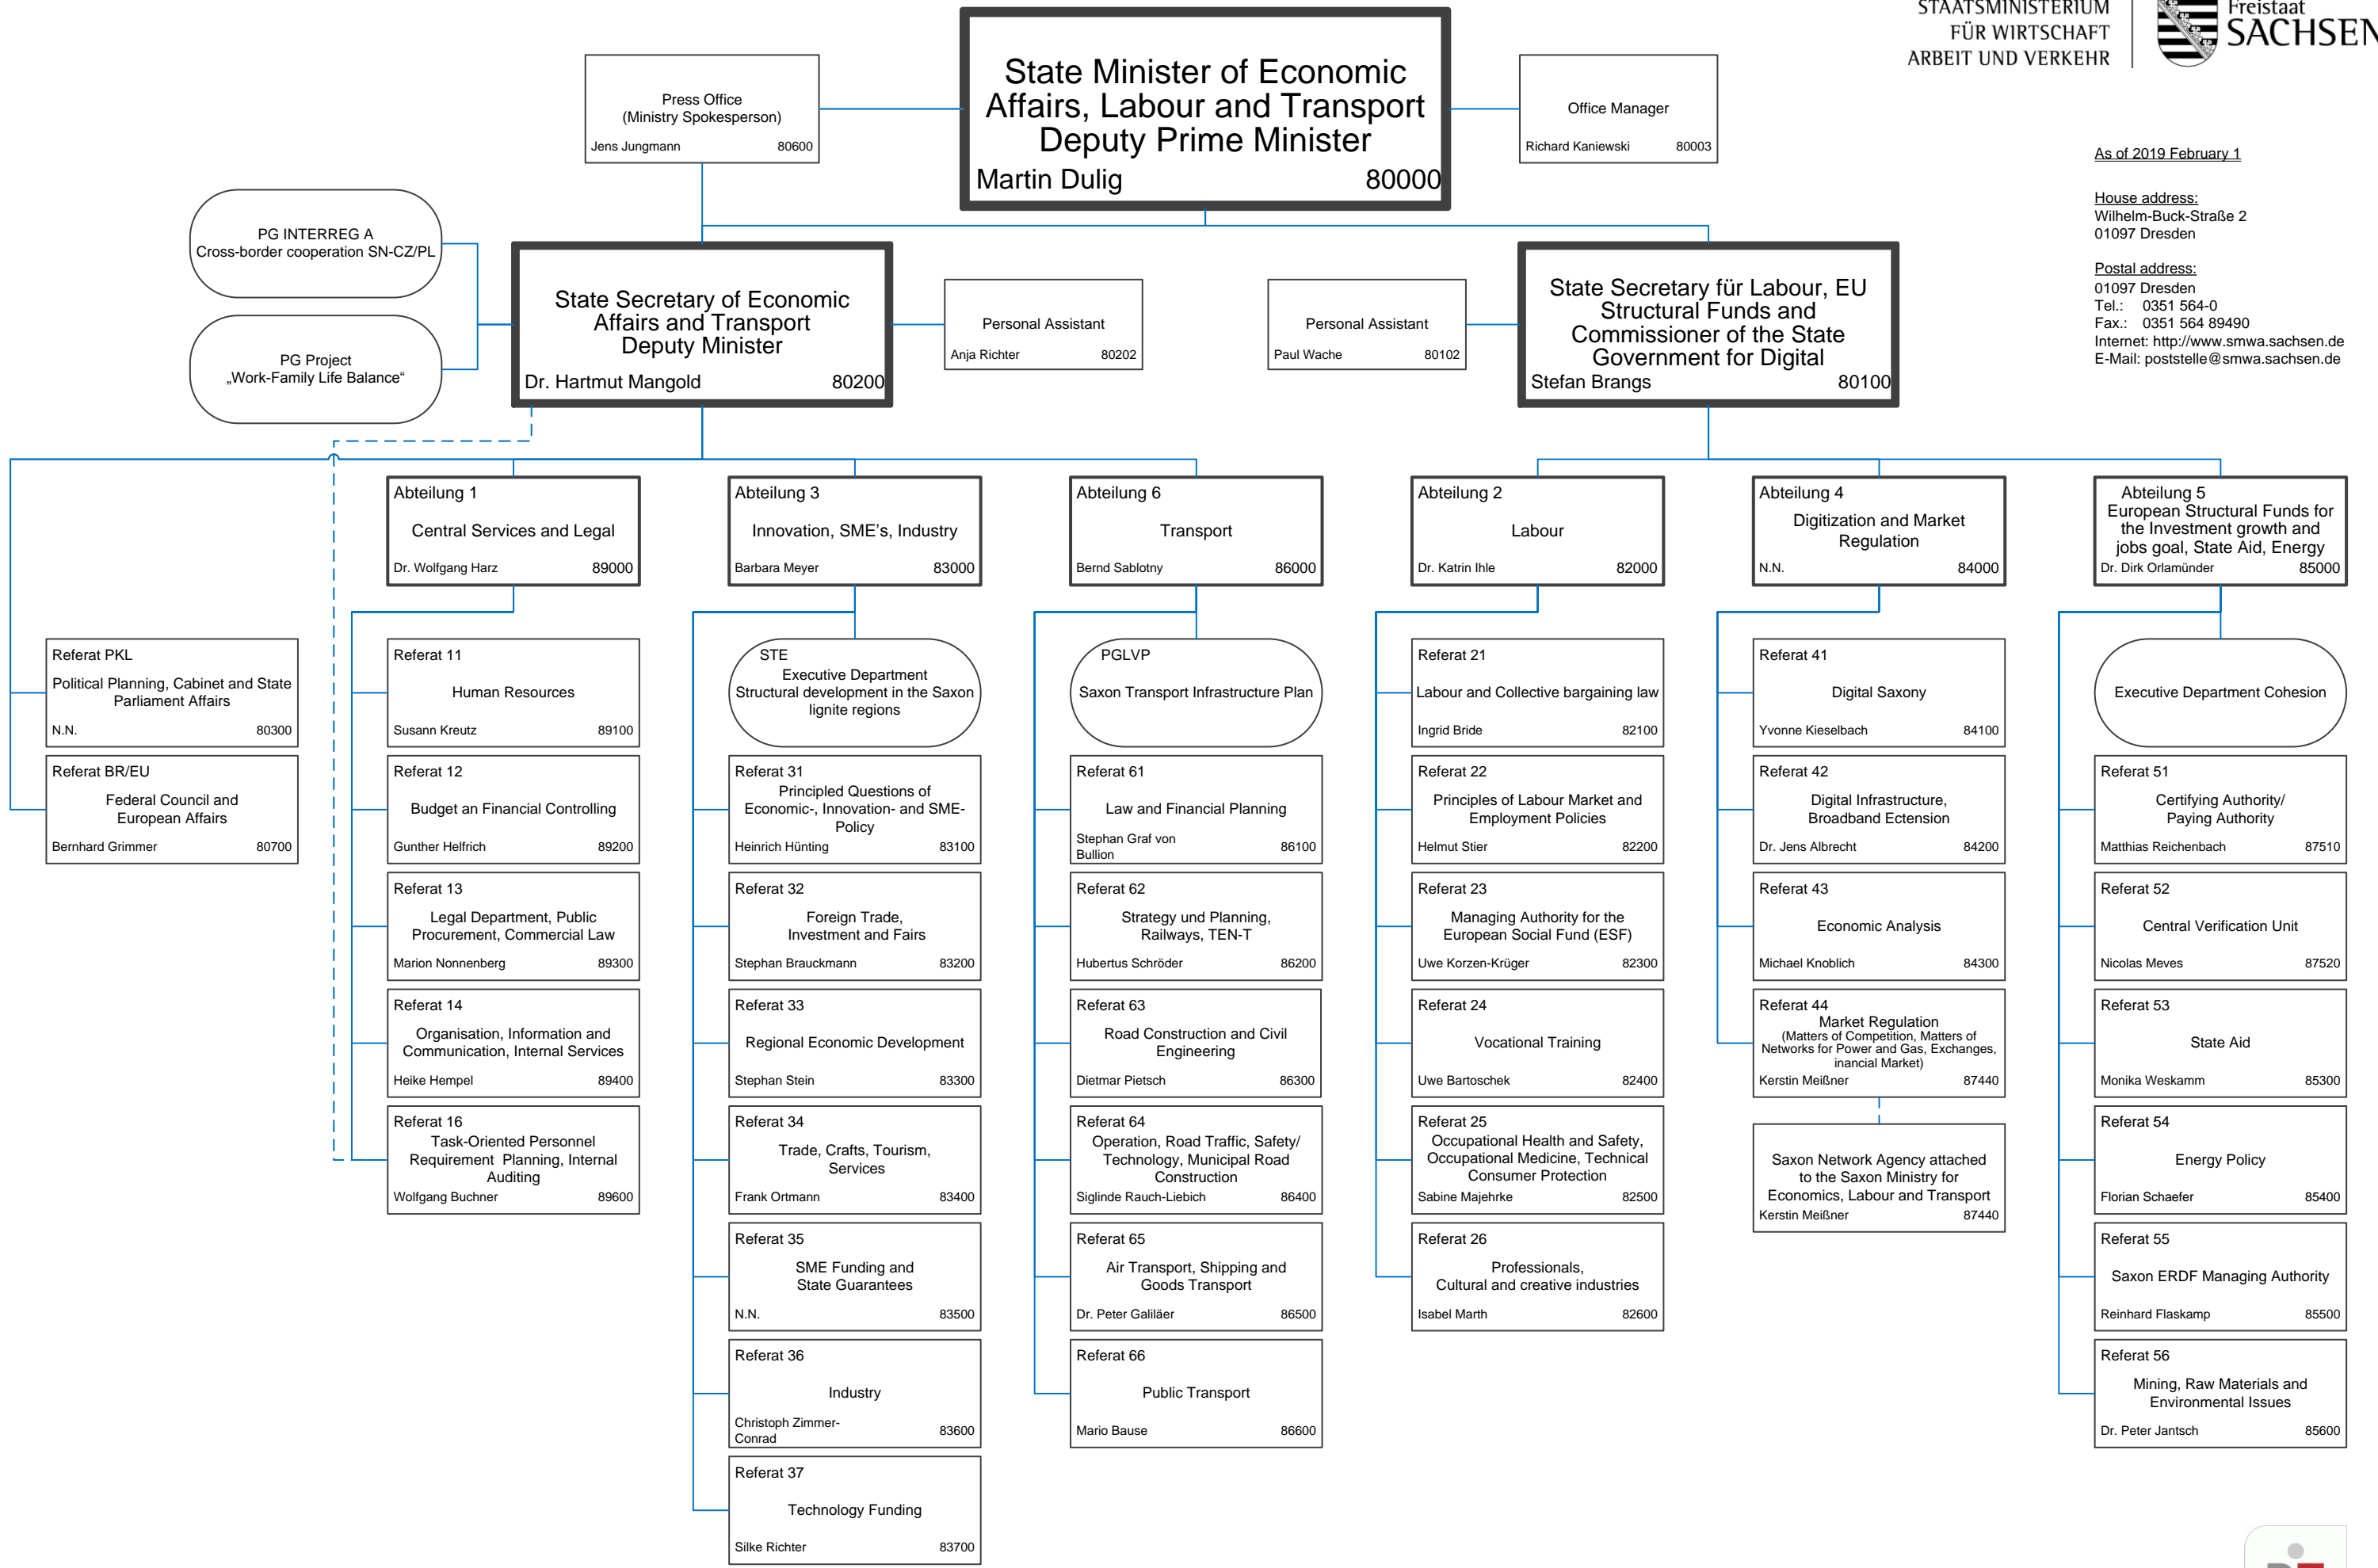 STAATSMINISTERIUM
FÜR WIRTSCHAFT
ARBEIT UND VERKEHR
Freistaat
SACHSEN
State Minister of Economic
Affairs, Labour and Transport
Deputy Prime Minister
Martin Dulig 80000
Press Office
(Ministry Spokesperson)
Jens Jungmann 80600
Office Manager
Richard Kaniewski 80003
As of 2019 February 1
House address:
Wilhelm-Buck-Straße 2
01097 Dresden
Postal address:
01097 Dresden
Tel.: 0351 564-0
Fax.: 0351 564 89490
Internet: http://www.smwa.sachsen.de
E-Mail: poststelle@smwa.sachsen.de
PG INTERREG A
Cross-border cooperation SN-CZ/PL
PG Project
„Work-Family Life Balance“
State Secretary of Economic
Affairs and Transport
Deputy Minister
Dr. Hartmut Mangold 80200
Personal Assistant
Anja Richter 80202
Personal Assistant
Paul Wache 80102
State Secretary für Labour, EU
Structural Funds and
Commissioner of the State
Government for Digital
Stefan Brangs 80100
Abteilung 1
Central Services and Legal
Dr. Wolfgang Harz 89000
Abteilung 3
Innovation, SME's, Industry
Barbara Meyer 83000
Abteilung 6
Transport
Bernd Sablotny 86000
Abteilung 2
Labour
Dr. Katrin Ihle 82000
Abteilung 4
Digitization and Market
Regulation
N.N. 84000
Abteilung 5
European Structural Funds for
the Investment growth and
jobs goal, State Aid, Energy
Dr. Dirk Orlamünder 85000
Referat PKL
Political Planning, Cabinet and State
Parliament Affairs
N.N. 80300
Referat BR/EU
Federal Council and
European Affairs
Bernhard Grimmer 80700
Referat 11
Human Resources
Susann Kreutz 89100
Referat 12
Budget an Financial Controlling
Gunther Helfrich 89200
Referat 13
Legal Department, Public
Procurement, Commercial Law
Marion Nonnenberg 89300
Referat 14
Organisation, Information and
Communication, Internal Services
Heike Hempel 89400
Referat 16
Task-Oriented Personnel
Requirement Planning, Internal
Auditing
Wolfgang Buchner 89600
STE
Executive Department
Structural development in the Saxon
lignite regions
Referat 31
Principled Questions of
Economic-, Innovation- and SME-
Policy
Heinrich Hünting 83100
Referat 32
Foreign Trade,
Investment and Fairs
Stephan Brauckmann 83200
Referat 33
Regional Economic Development
Stephan Stein 83300
Referat 34
Trade, Crafts, Tourism,
Services
Frank Ortmann 83400
Referat 35
SME Funding and
State Guarantees
N.N. 83500
Referat 36
Industry
Christoph Zimmer-
Conrad 83600
Referat 37
Technology Funding
Silke Richter 83700
PGLVP
Saxon Transport Infrastructure Plan
Referat 61
Law and Financial Planning
Stephan Graf von
Bullion 86100
Referat 62
Strategy und Planning,
Railways, TEN-T
Hubertus Schröder 86200
Referat 63
Road Construction and Civil
Engineering
Dietmar Pietsch 86300
Referat 64
Operation, Road Traffic, Safety/
Technology, Municipal Road
Construction
Siglinde Rauch-Liebich 86400
Referat 65
Air Transport, Shipping and
Goods Transport
Dr. Peter Galiläer 86500
Referat 66
Public Transport
Mario Bause 86600
Referat 21
Labour and Collective bargaining law
Ingrid Bride 82100
Referat 22
Principles of Labour Market and
Employment Policies
Helmut Stier 82200
Referat 23
Managing Authority for the
European Social Fund (ESF)
Uwe Korzen-Krüger 82300
Referat 24
Vocational Training
Uwe Bartoschek 82400
Referat 25
Occupational Health and Safety,
Occupational Medicine, Technical
Consumer Protection
Sabine Majehrke 82500
Referat 26
Professionals,
Cultural and creative industries
Isabel Marth 82600
Referat 41
Digital Saxony
Yvonne Kieselbach 84100
Referat 42
Digital Infrastructure,
Broadband Ectension
Dr. Jens Albrecht 84200
Referat 43
Economic Analysis
Michael Knoblich 84300
Referat 44
Market Regulation
(Matters of Competition, Matters of
Networks for Power and Gas, Exchanges,
inancial Market)
Kerstin Meißner 87440
Saxon Network Agency attached
to the Saxon Ministry for
Economics, Labour and Transport
Kerstin Meißner 87440
Executive Department Cohesion
Referat 51
Certifying Authority/
Paying Authority
Matthias Reichenbach 87510
Referat 52
Central Verification Unit
Nicolas Meves 87520
Referat 53
State Aid
Monika Weskamm 85300
Referat 54
Energy Policy
Florian Schaefer 85400
Referat 55
Saxon ERDF Managing Authority
Reinhard Flaskamp 85500
Referat 56
Mining, Raw Materials and
Environmental Issues
Dr. Peter Jantsch 85600